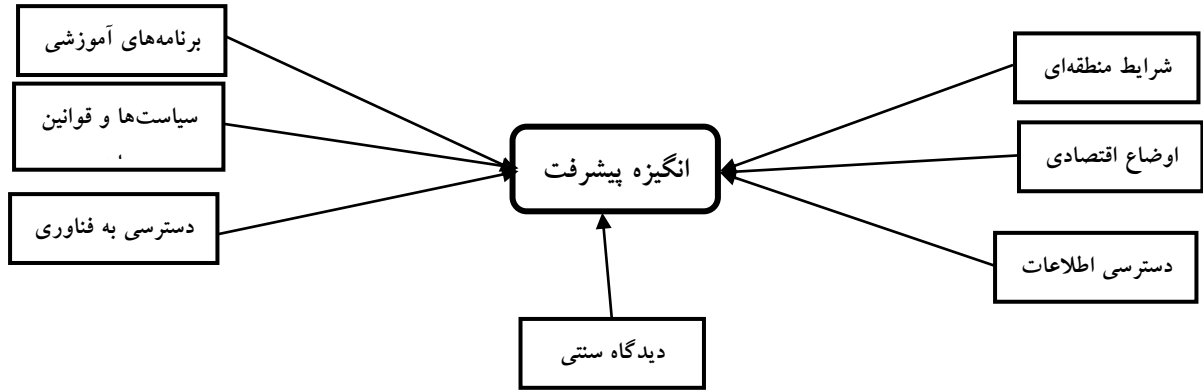 برنامه‌های آموزشی
شرایط منطقه‌ای
سیاست‌ها و قوانین
اوضاع اقتصادی
انگیزه پیشرفت
دسترسی به فناوری
دسترسی اطلاعات
دیدگاه سنتی